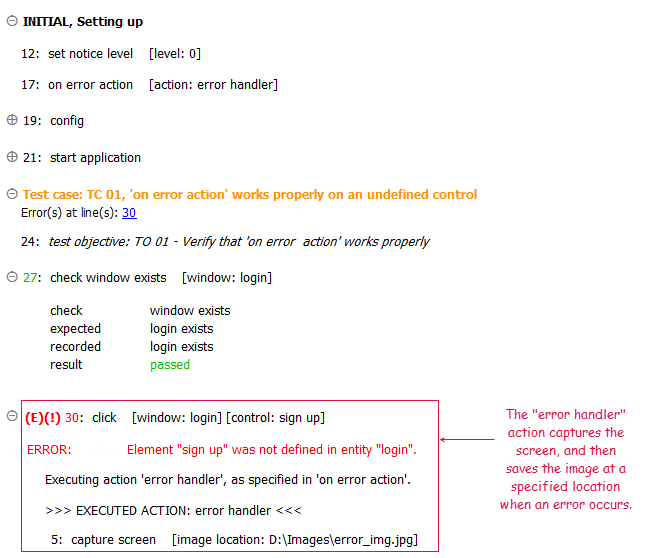 INITIAL, Setting up
12: set notice level [level: 0]
17: on error action [action: error handler]
19: config
21: start application
Test case: TC 01, 'on error action' works properly on an undefined control
Error(s) at line(s): 30
24: test objective: TO 01 - Verify that 'on error action' works properly
27: check window exists [window: login]
check window exists
expected login exists
recorded login exists
result passed
(E)(!) 30: click [window: login] [control: sign up]
ERROR: Element "sign up" was not defined in entity "login".
Executing action 'error handler', as specified in 'on error action'.
>>> EXECUTED ACTION: error handler <<<
5: capture screen [image location: D:\Images\error_img.jpg]
The "error handler"
action captures the
screen, and then
saves the image at a
specified location
when an error occurs.